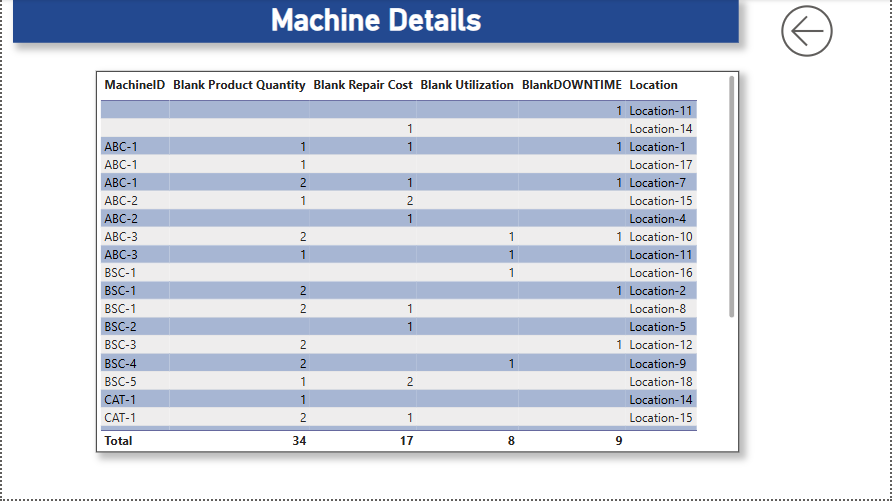 Machine Details
MachineID Blank Product Quantity Blank Repair Cost Blank Utilization BlankDOWNTIME Location
1 Location-11
1 Location-14
ABC-1 1 1 1 Location-1
ABC-1 1 Location-17
ABC-1 2 1 1 Location-7
ABC-2 1 2 Location-15
ABC-2 1 Location-4
ABC-3 2 1 1 Location-10
ABC-3 1 1 Location-11
BSC-1 1 Location-16
BSC-1 2 1 Location-2
BSC-1 2 1 Location-8
BSC-2 1 Location-5
BSC-3 2 1 Location-12
BSC-4 2 1 Location-9
BSC-5 1 2 Location-18
CAT-1 1 Location-14
CAT-1 2 1 Location-15
Total 34 17 8 9